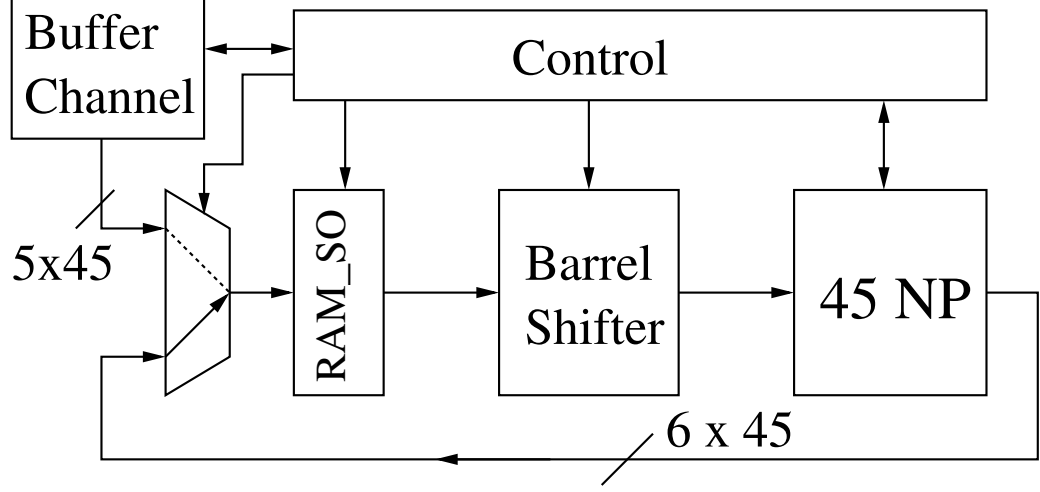 Buffer
Channel
Control
5x45
RAM_SO
Barrel
Shifter
45 NP
6 x 45